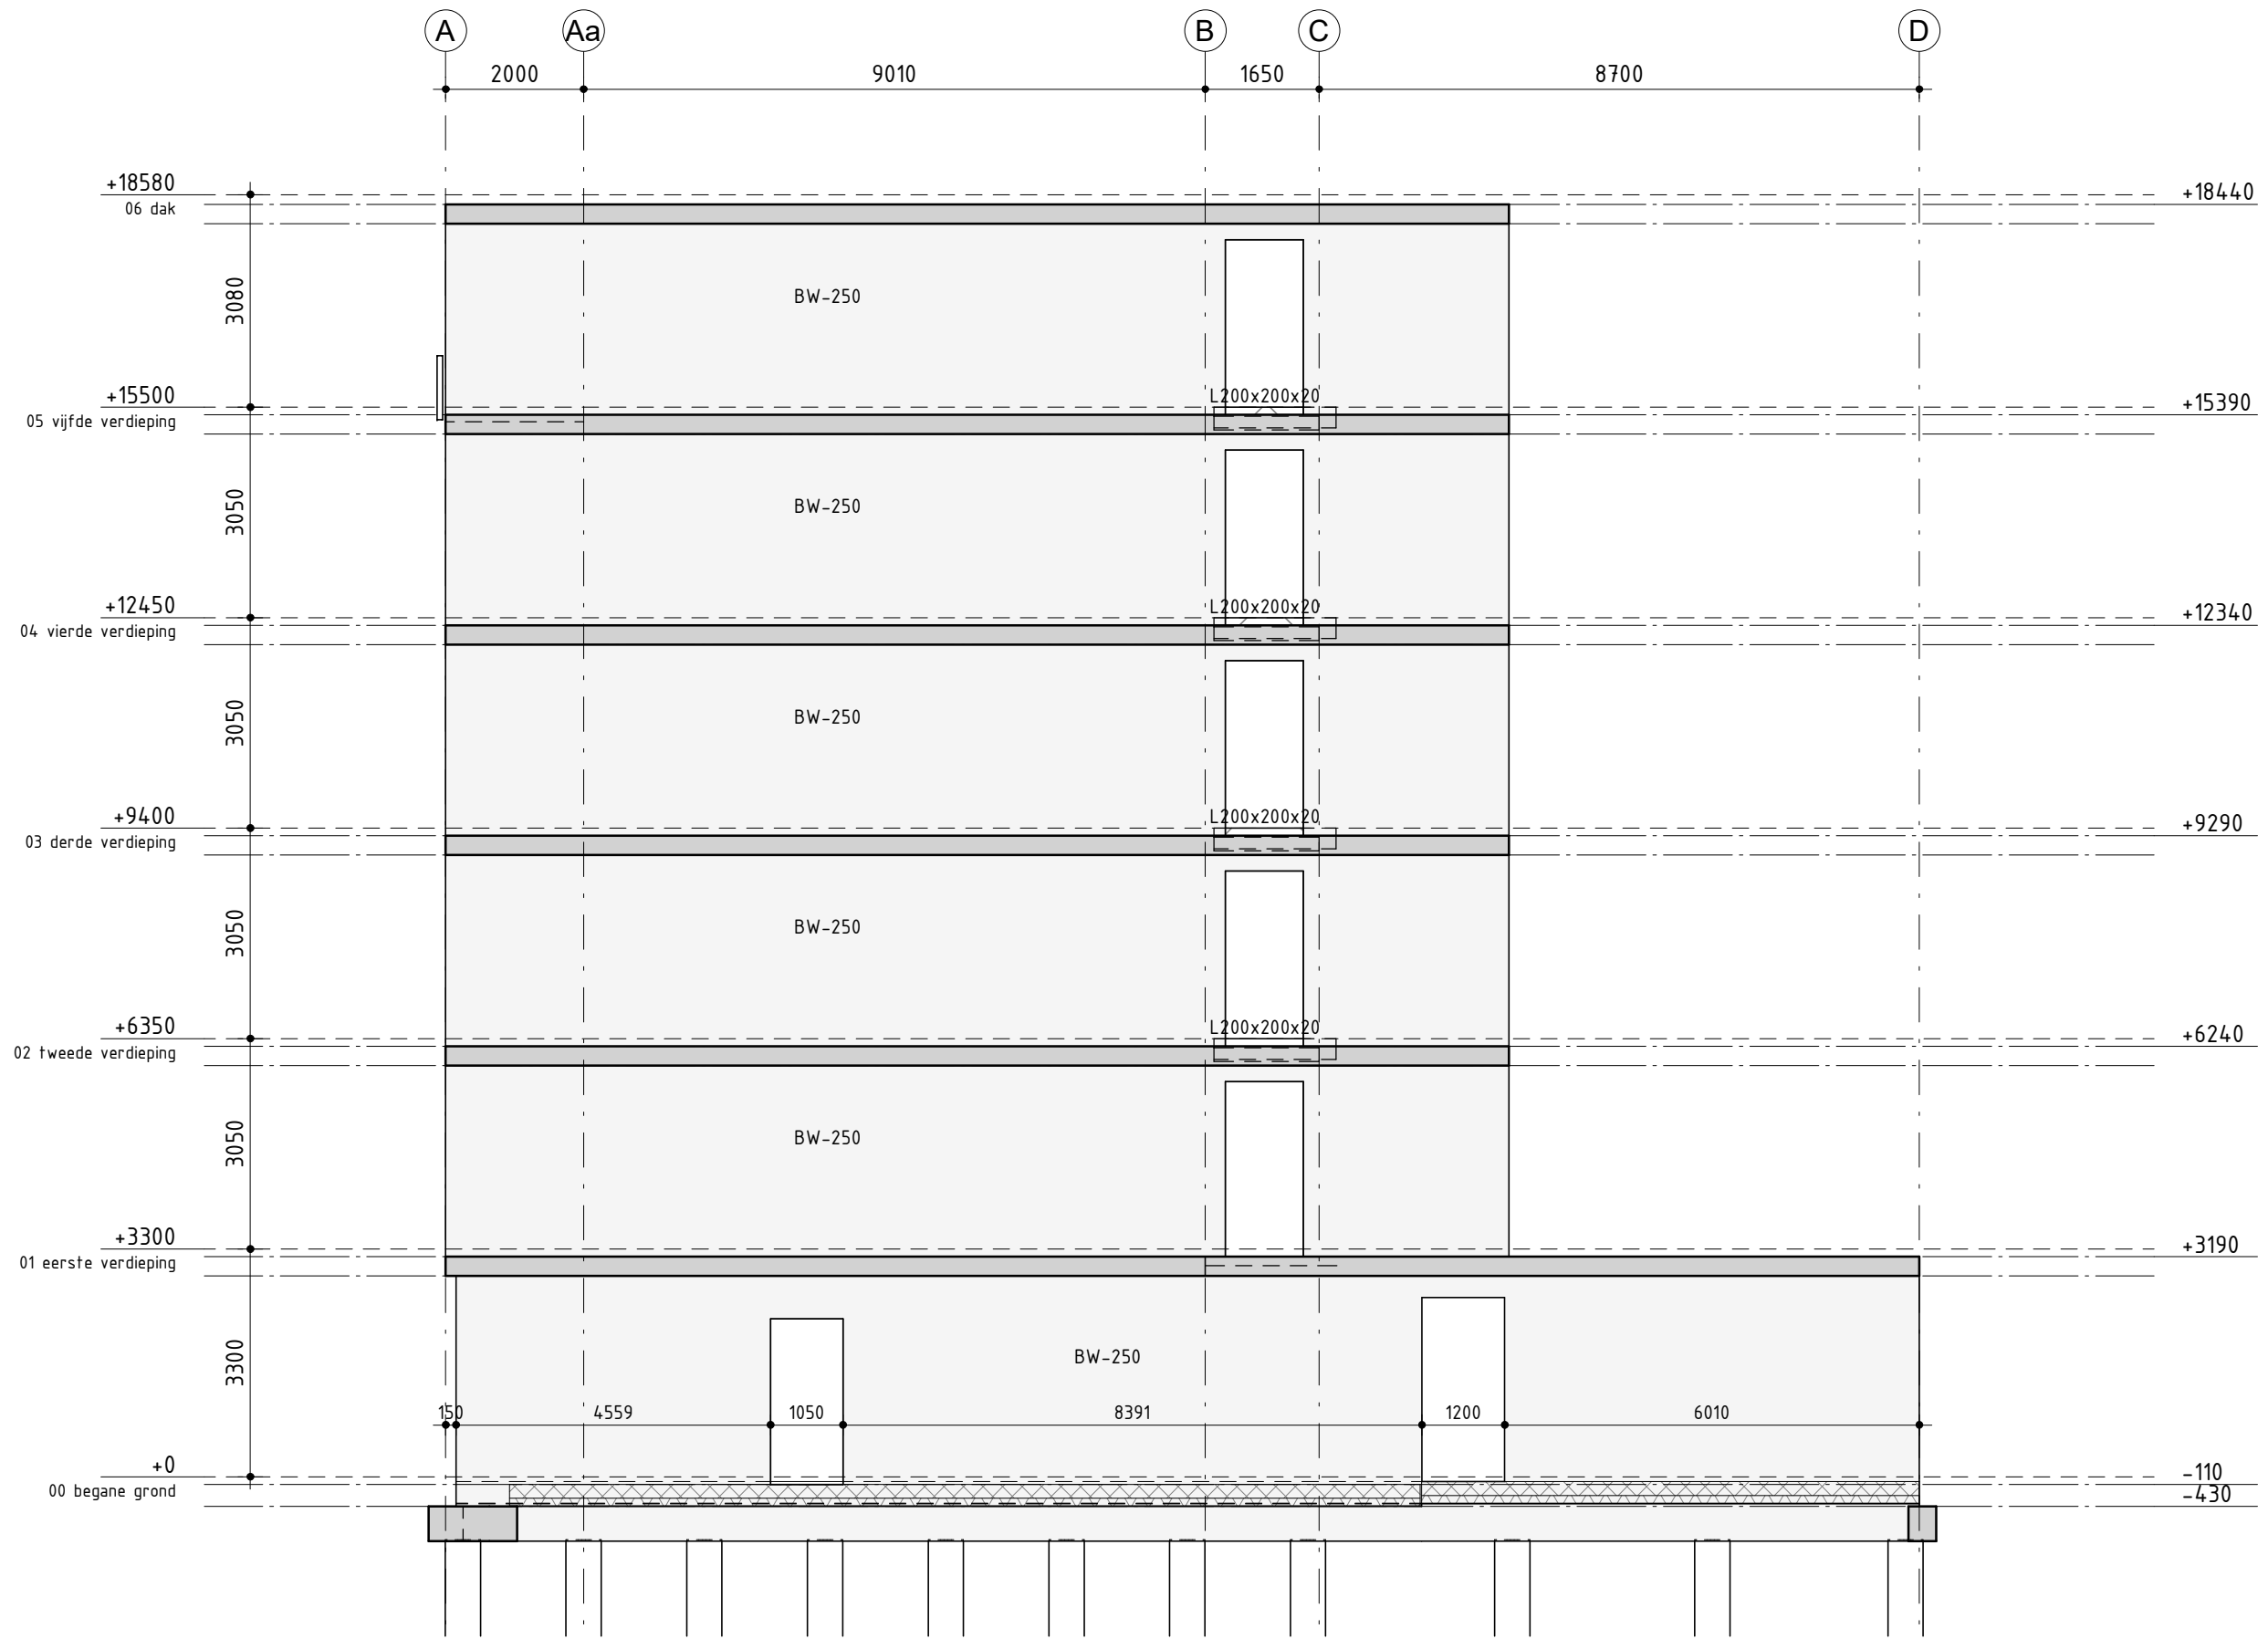 A Aa B C D
2000 9010 1650 8700
+18580 +18440
06 dak
3080
BW-250
+15500 L200x200x20 +15390
05 vijfde verdieping
3050
BW-250
+12450 L200x200x20 +12340
04 vierde verdieping
3050
BW-250
+9400 L200x200x20 +9290
03 derde verdieping
3050
BW-250
+6350 L200x200x20 +6240
02 tweede verdieping
3050
BW-250
+3300 +3190
01 eerste verdieping
3300
BW-250
150 4559 1050 8391 1200 6010
+0 -110
00 begane grond -430